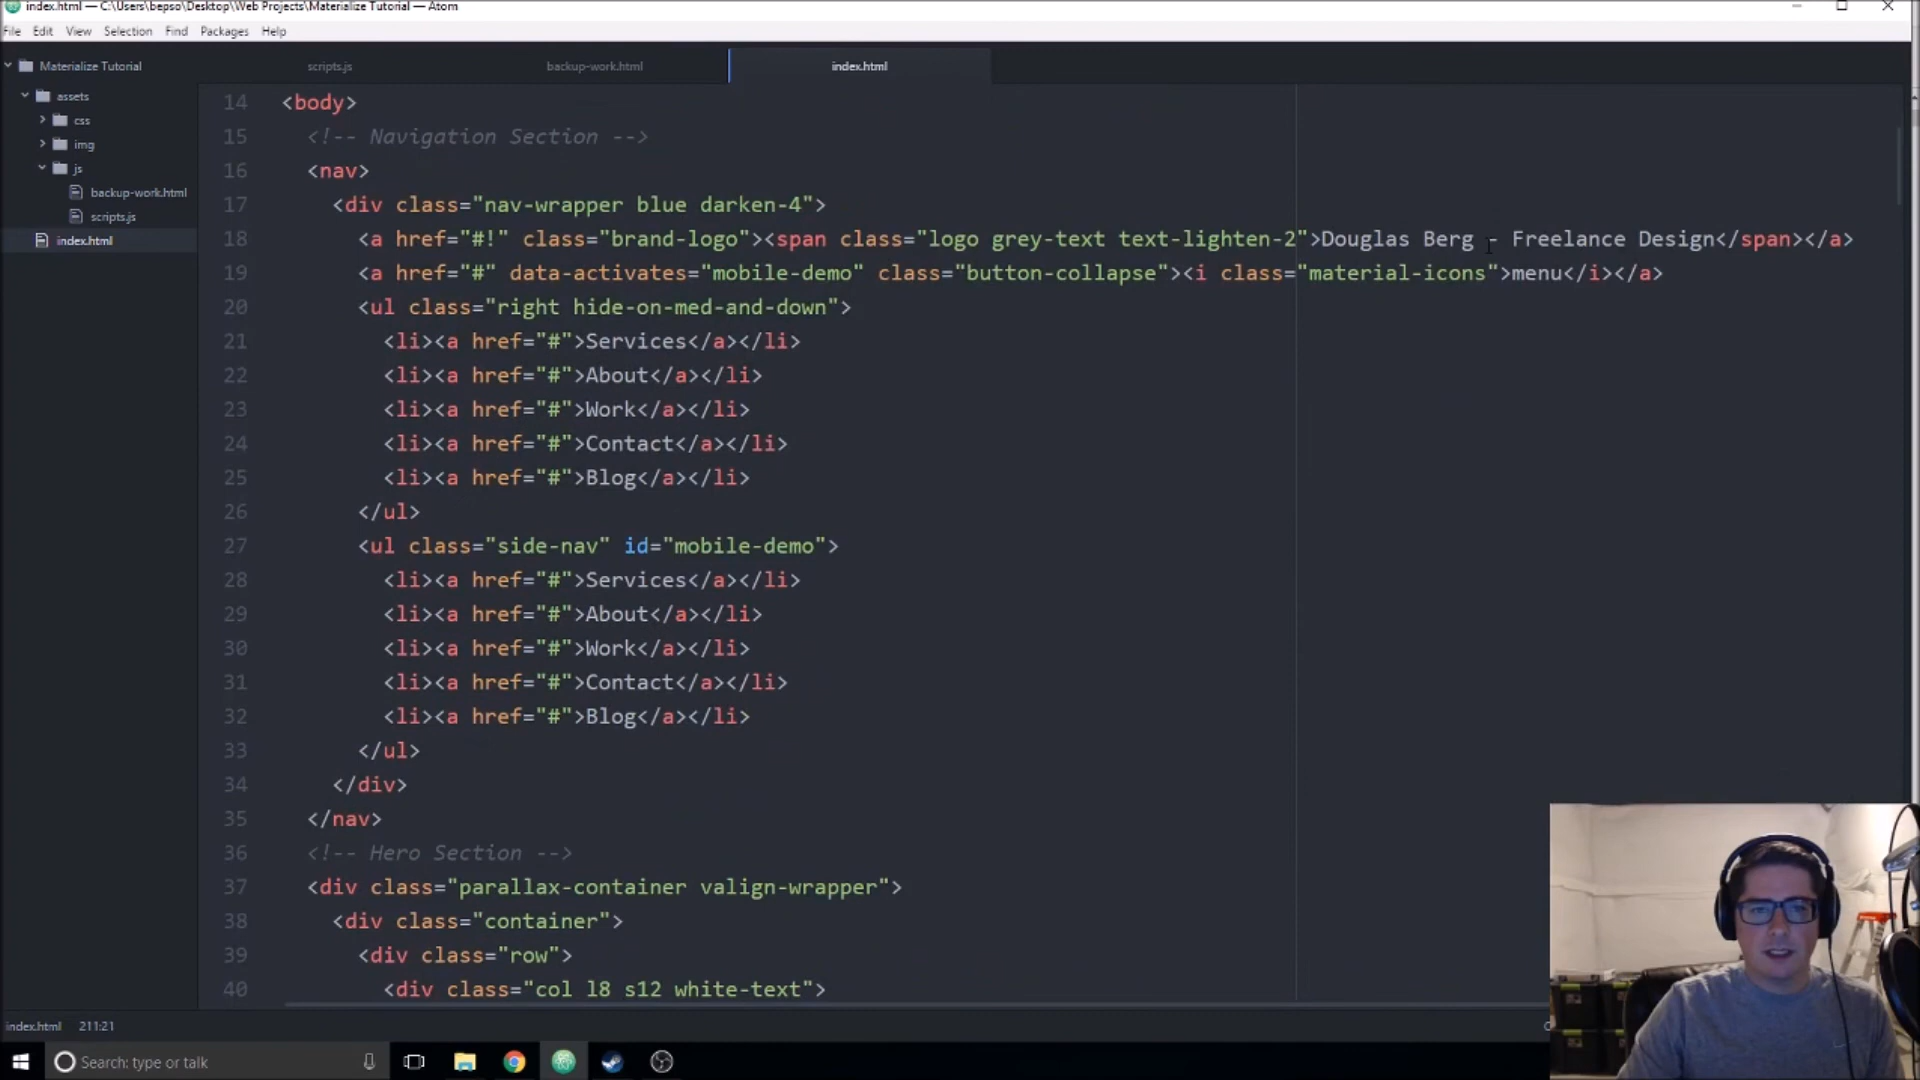 index.html — C:\Users\bepso\Desktop\Web Projects\Materialize Tutorial — Atom
File Edit View Selection Find Packages Help
Materialize Tutorial
assets
css
img
js
backup-work.html
scripts.js
index.html
scripts.js backup-work.html index.html
14 <body>
15 <!-- Navigation Section -->
16 <nav>
17 <div class="nav-wrapper blue darken-4">
18 <a href="#!" class="brand-logo"><span class="logo grey-text text-lighten-2">Douglas Berg - Freelance Design</span></a>
19 <a href="#" data-activates="mobile-demo" class="button-collapse"><i class="material-icons">menu</i></a>
20 <ul class="right hide-on-med-and-down">
21 <li><a href="#">Services</a></li>
22 <li><a href="#">About</a></li>
23 <li><a href="#">Work</a></li>
24 <li><a href="#">Contact</a></li>
25 <li><a href="#">Blog</a></li>
26 </ul>
27 <ul class="side-nav" id="mobile-demo">
28 <li><a href="#">Services</a></li>
29 <li><a href="#">About</a></li>
30 <li><a href="#">Work</a></li>
31 <li><a href="#">Contact</a></li>
32 <li><a href="#">Blog</a></li>
33 </ul>
34 </div>
35 </nav>
36 <!-- Hero Section -->
37 <div class="parallax-container valign-wrapper">
38 <div class="container">
39 <div class="row">
40 <div class="col l8 s12 white-text">
index.html 211:21
Search: type or talk